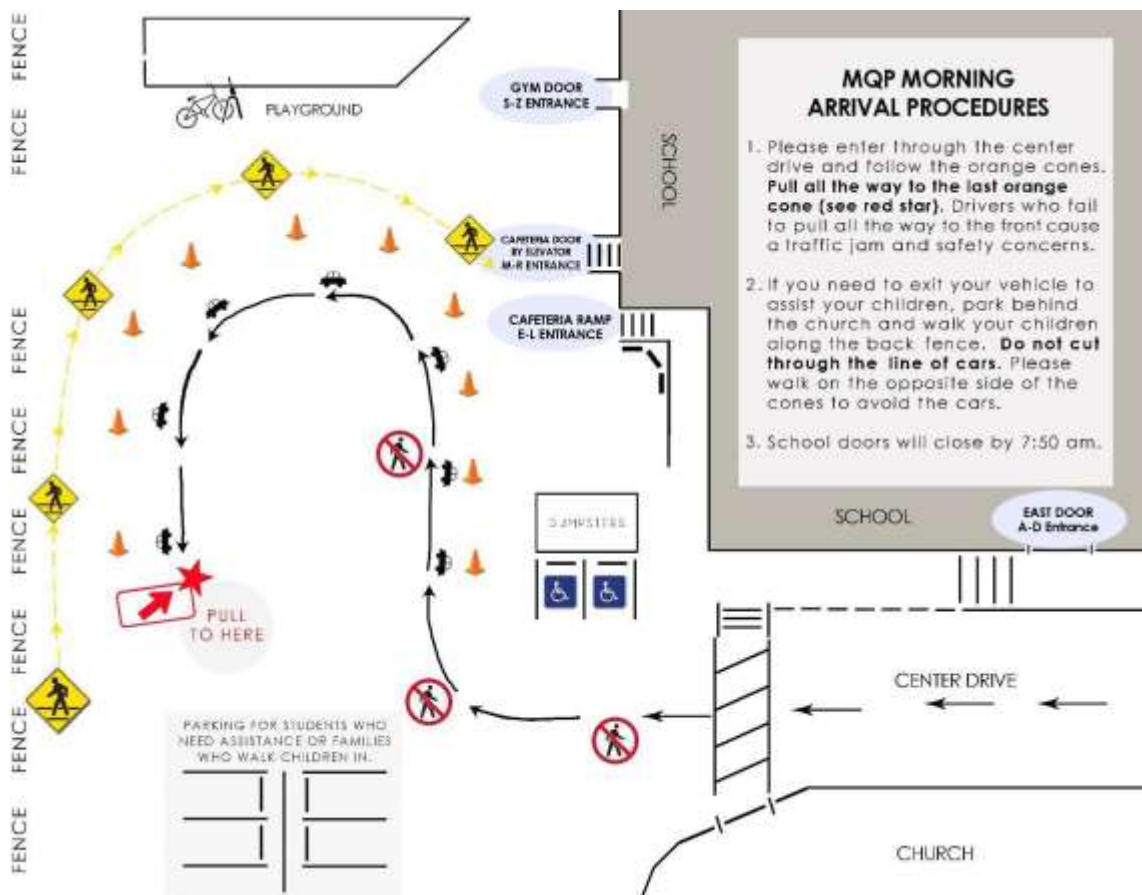 FENCE
FENCE
FENCE
FENCE
FENCE
FENCE
FENCE
FENCE
PLAYGROUND
GYM DOOR
S-Z ENTRANCE
CAFETERIA DOOR
BY ELEVATOR
M-R ENTRANCE
CAFETERIA RAMP
E-L ENTRANCE
SCHOOL
MQP MORNING
ARRIVAL PROCEDURES
1. Please enter through the center
drive and follow the orange cones.
Pull all the way to the last orange
cone (see red star). Drivers who fail
to pull all the way to the front cause
a traffic jam and safety concerns.
2. If you need to exit your vehicle to
assist your children, park behind
the church and walk your children
along the back fence. Do not cut
through the line of cars. Please
walk on the opposite side of the
cones to avoid the cars.
3. School doors will close by 7:50 am.
SCHOOL
EAST DOOR
A-D Entrance
DUMPSTERS
PULL
TO HERE
CENTER DRIVE
PARKING FOR STUDENTS WHO
NEED ASSISTANCE OR FAMILIES
WHO WALK CHILDREN IN.
CHURCH